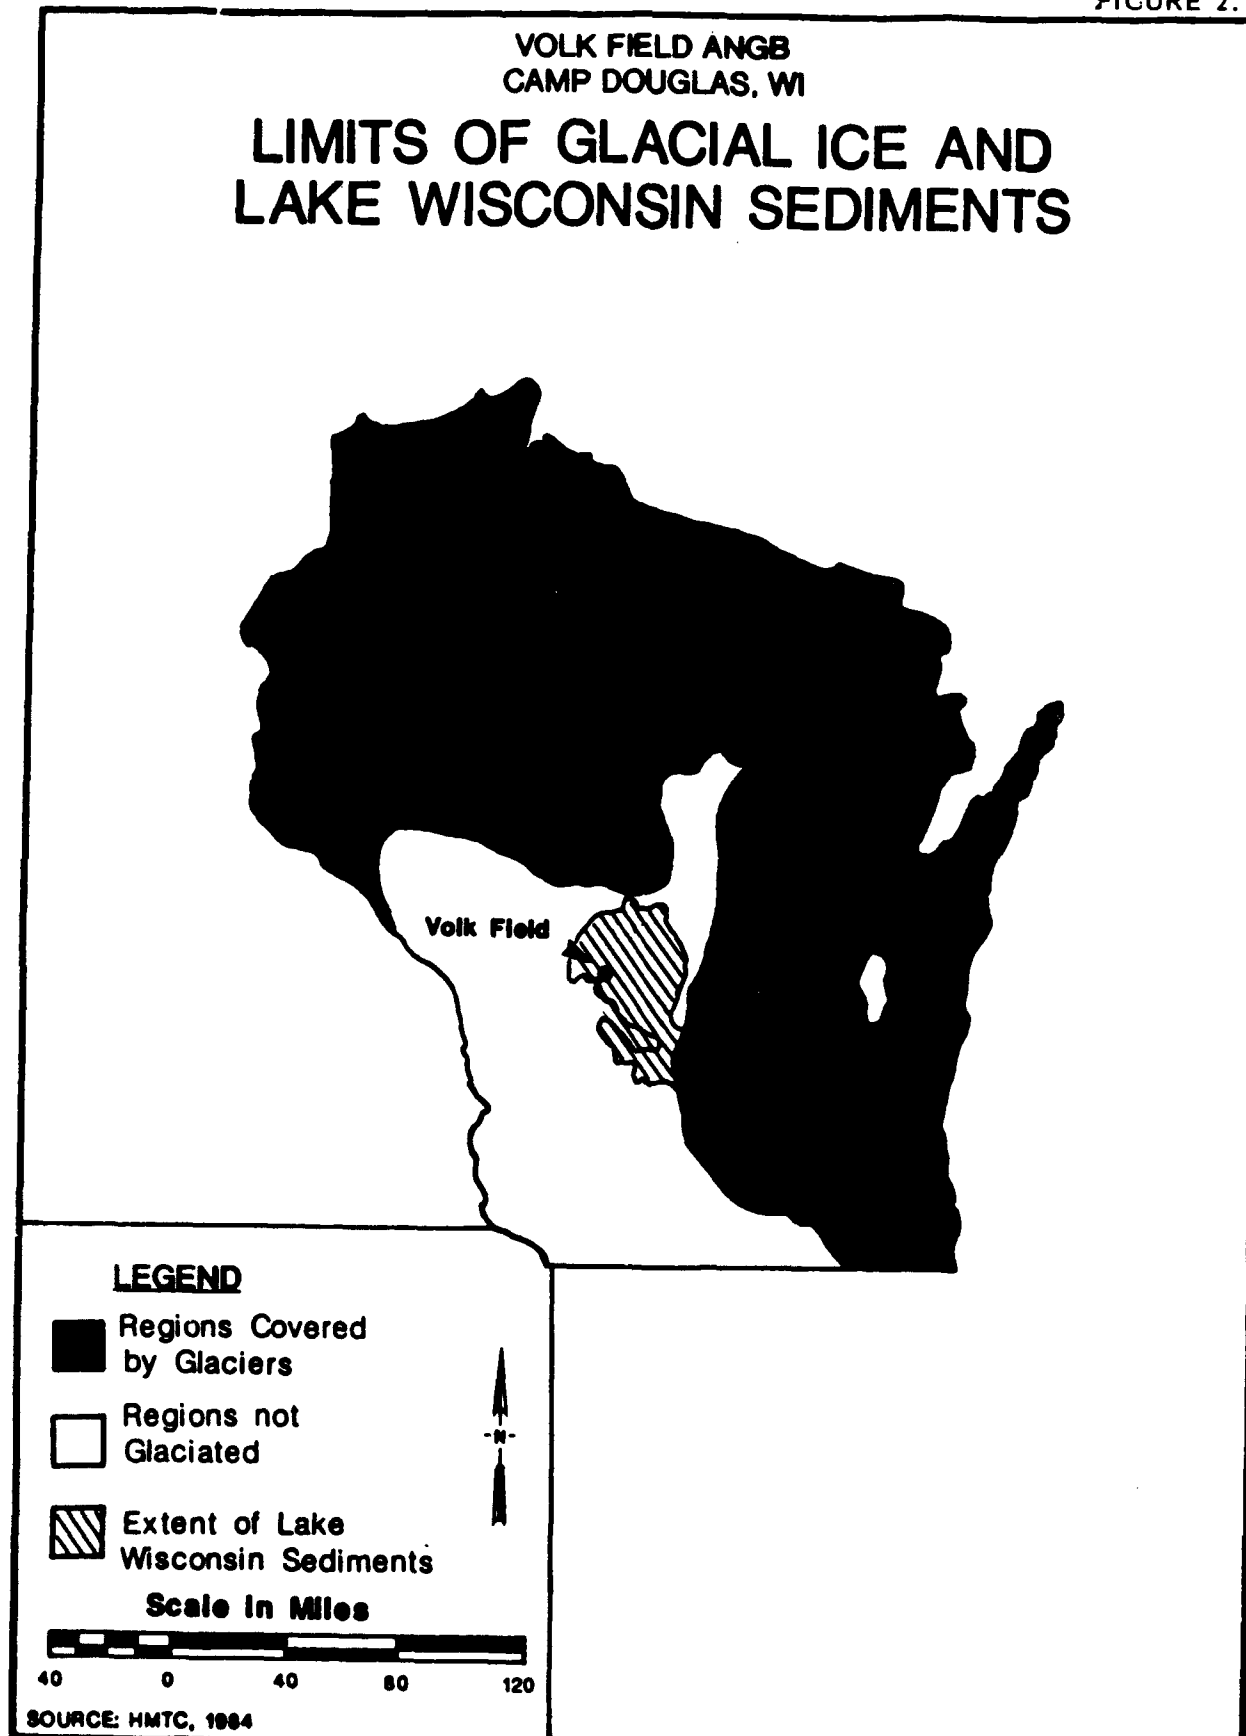 FIGURE 2.
VOLK FIELD ANGB
CAMP DOUGLAS, WI
LIMITS OF GLACIAL ICE AND
LAKE WISCONSIN SEDIMENTS
Volk Field
LEGEND
Regions Covered
by Glaciers
Regions not
Glaciated
Extent of Lake
Wisconsin Sediments
-N-
Scale in Miles
40 0 40 80 120
SOURCE: HMTC, 1984